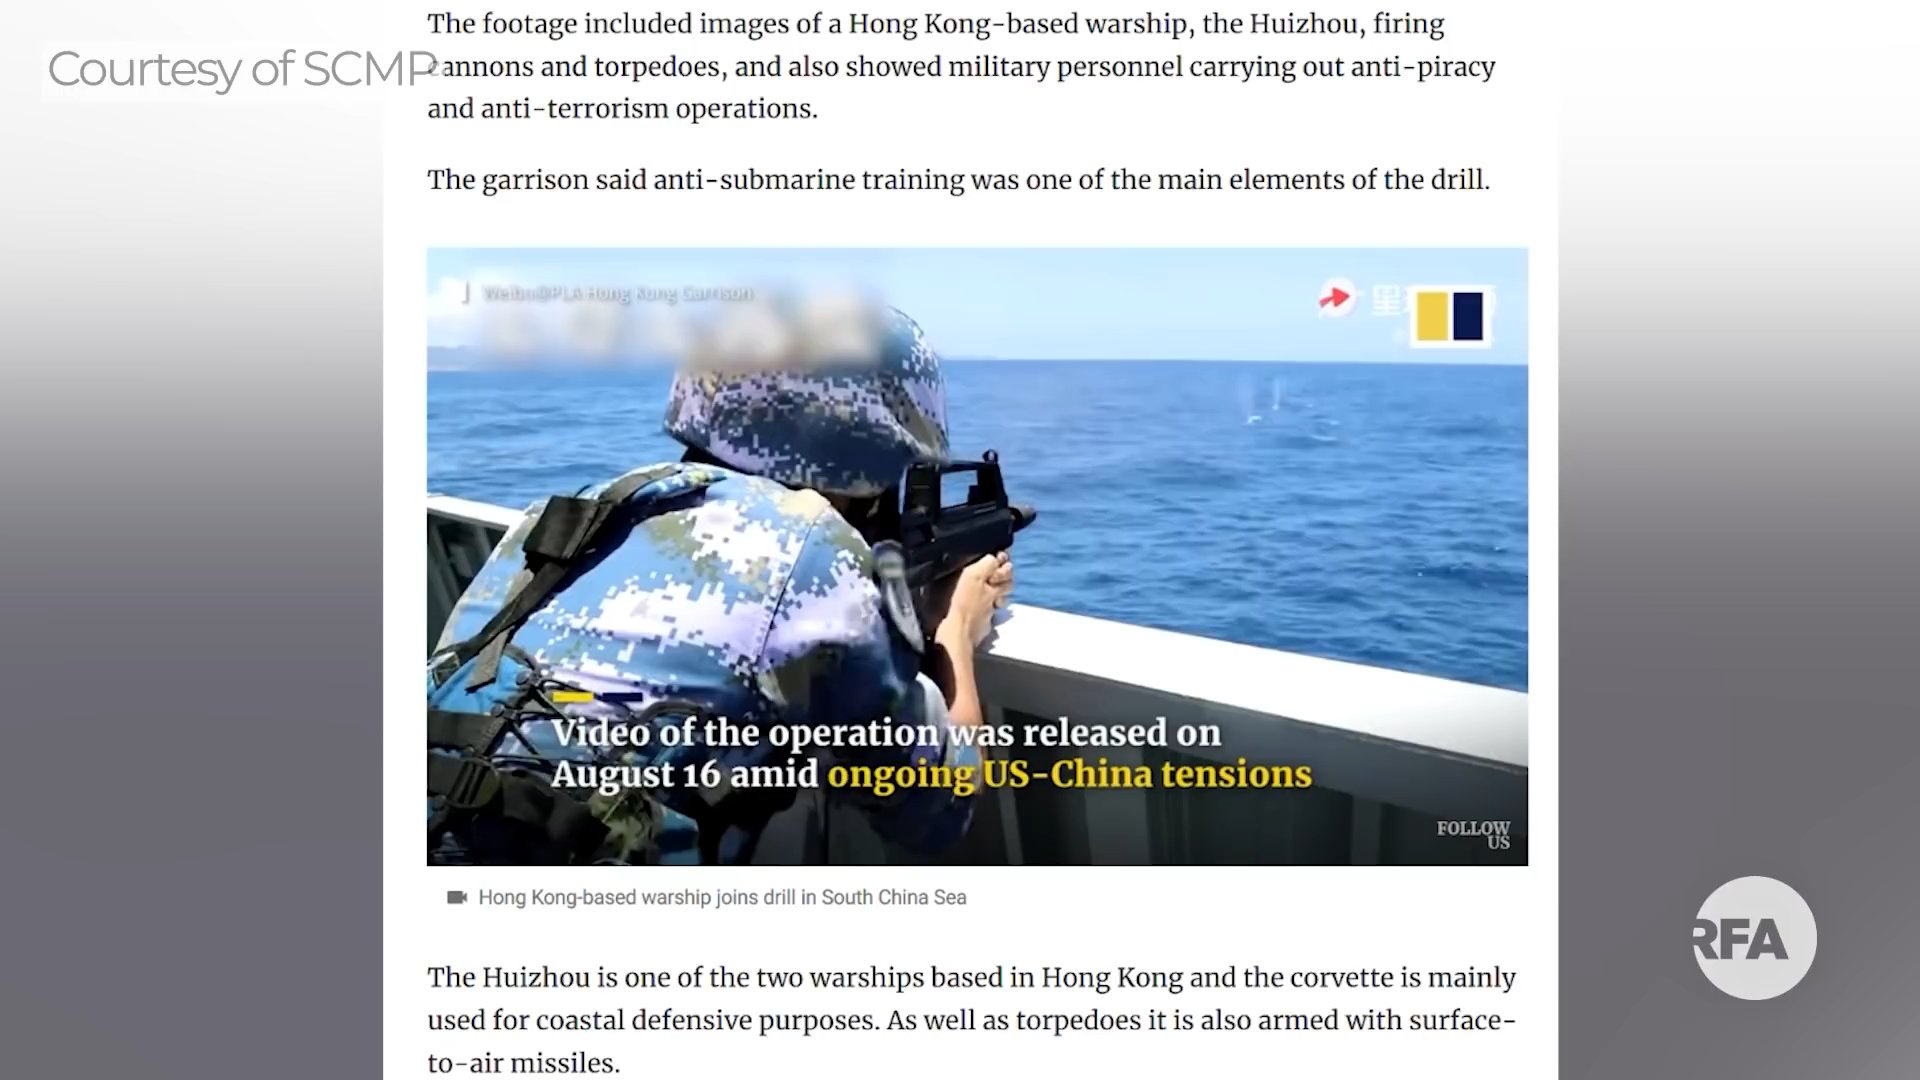 The footage included images of a Hong Kong-based warship, the Huizhou, firing
Courtesy of SCMP
cannons and torpedoes, and also showed military personnel carrying out anti-piracy
and anti-terrorism operations.
The garrison said anti-submarine training was one of the main elements of the drill.
Weibo@PLA Hong Kong Garrison
Video of the operation was released on
August 16 amid ongoing US-China tensions
FOLLOW
US
Hong Kong-based warship joins drill in South China Sea
RFA
The Huizhou is one of the two warships based in Hong Kong and the corvette is mainly
used for coastal defensive purposes. As well as torpedoes it is also armed with surface-
to-air missiles.